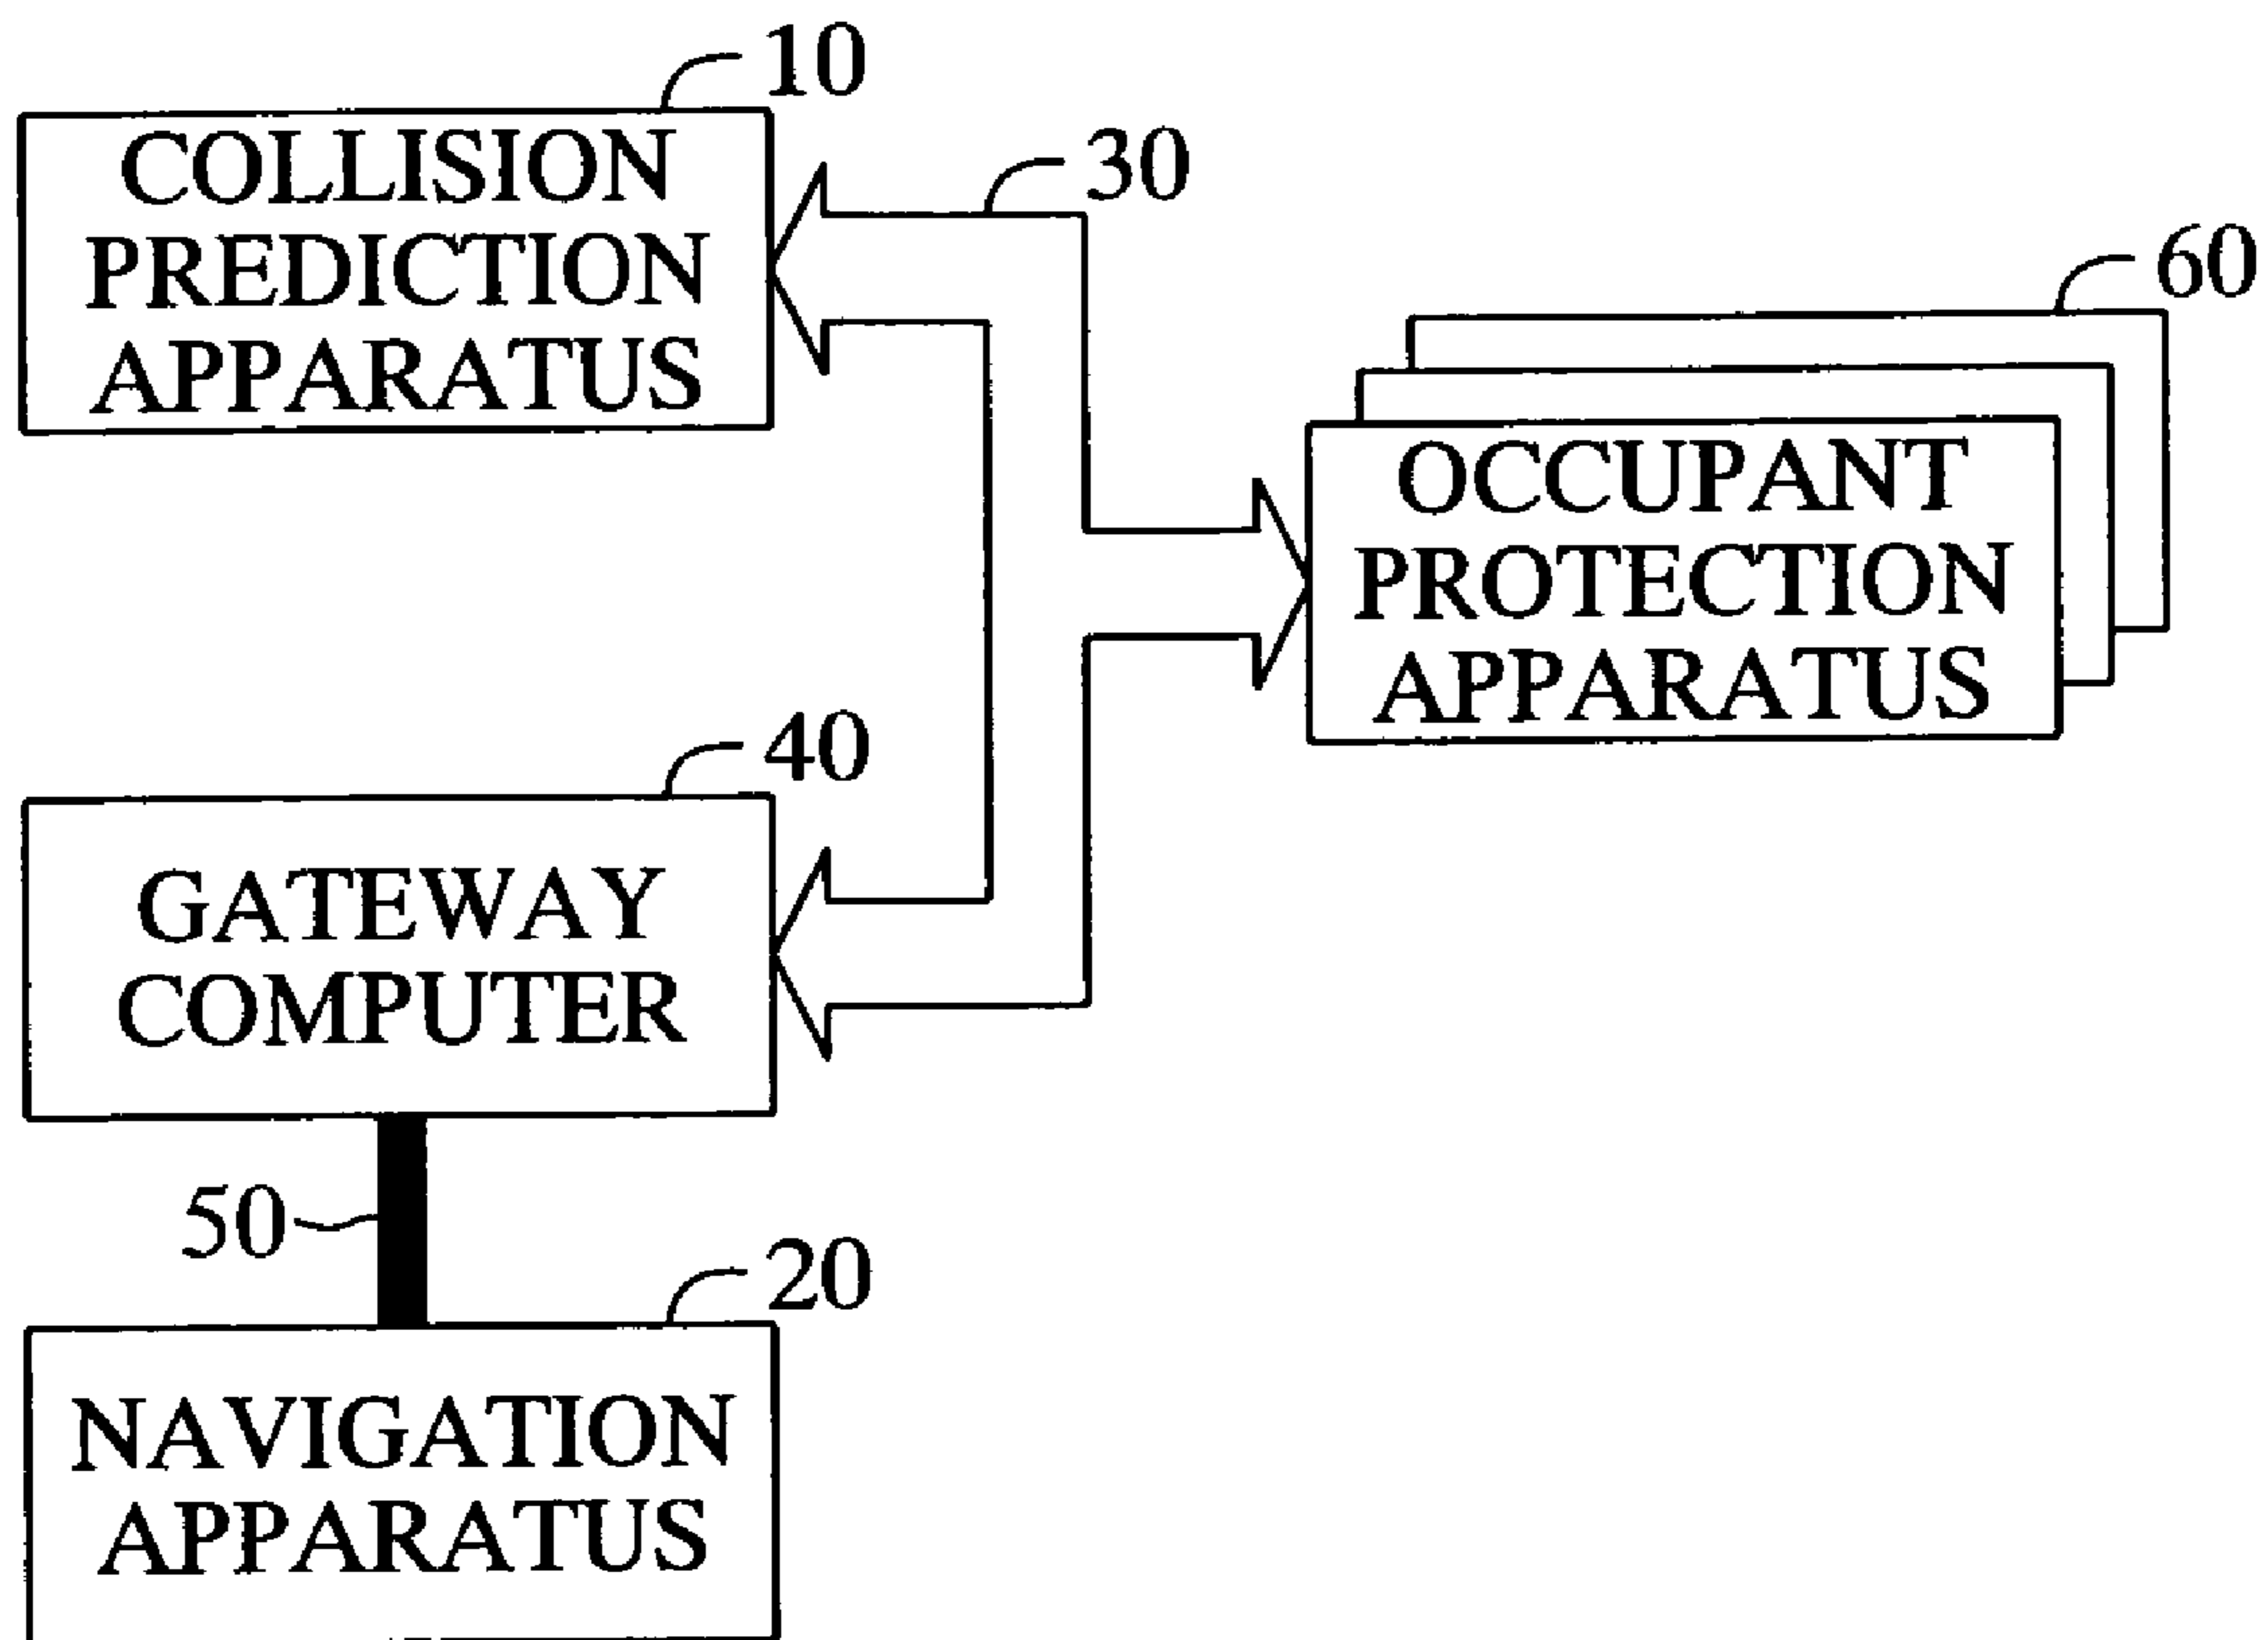 10
COLLISION
PREDICTION
APPARATUS
30
60
OCCUPANT
PROTECTION
APPARATUS
40
GATEWAY
COMPUTER
50
20
NAVIGATION
APPARATUS